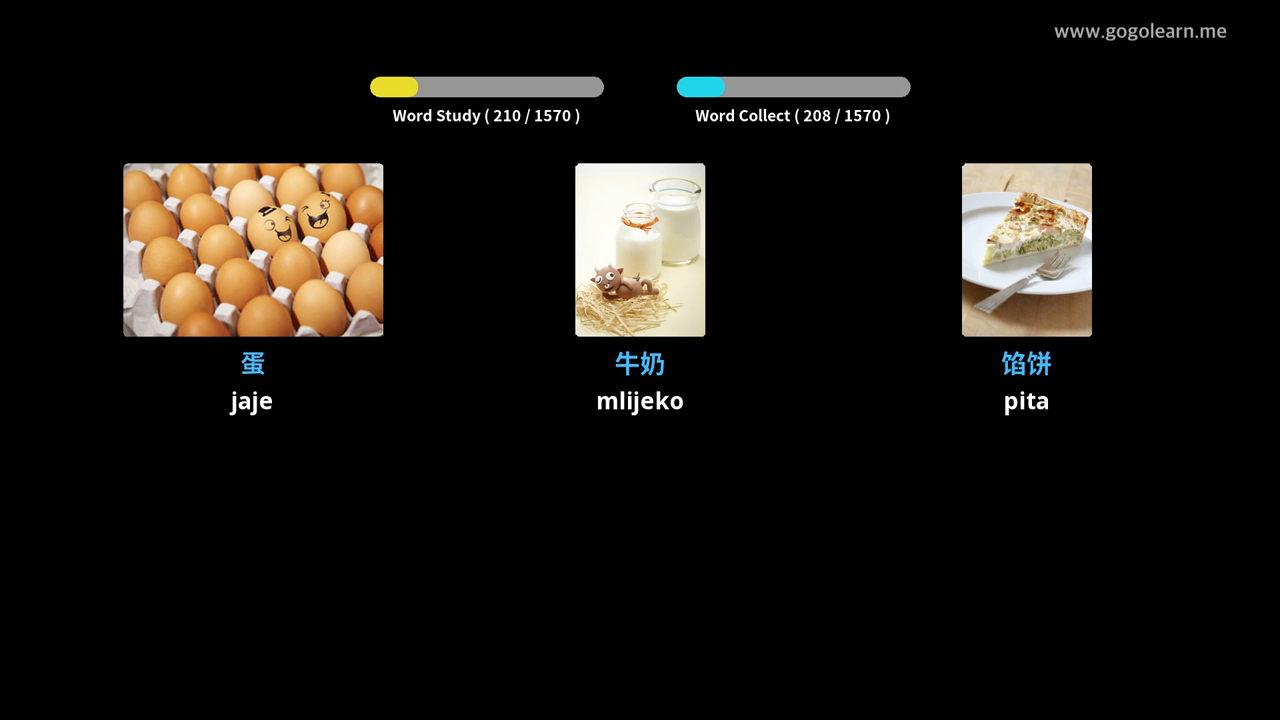 www.gogolearn.me
Word Study ( 210 / 1570 )
Word Collect ( 208 / 1570 )
蛋
牛奶
馅饼
jaje
mlijeko
pita